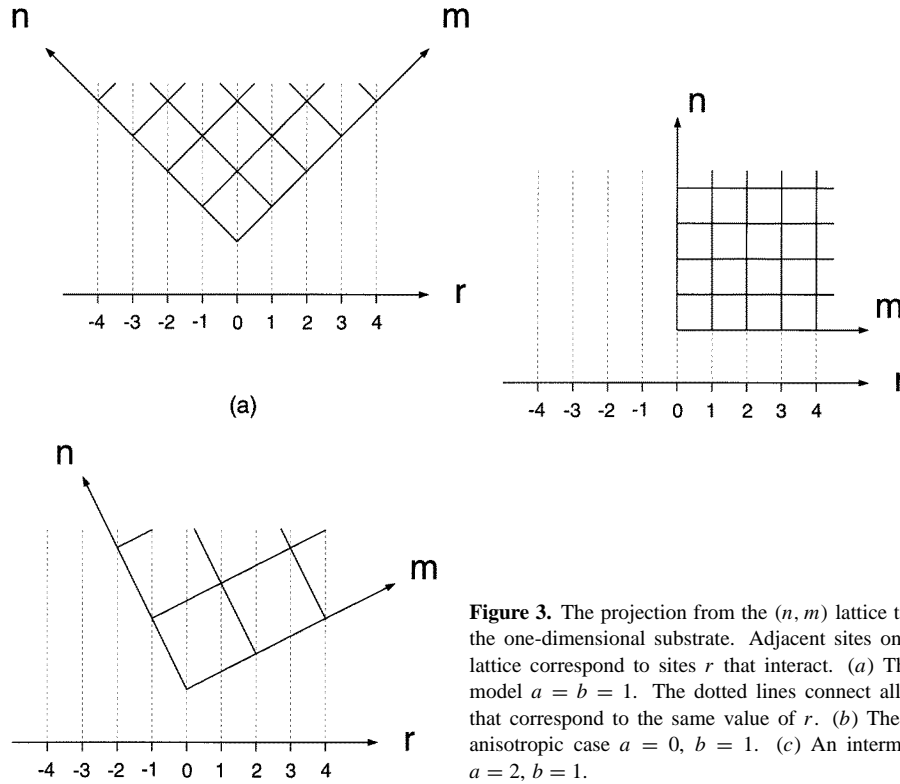 n
m
r
-4 -3 -2 -1 0 1 2 3 4
(a)
n
m
r
-4 -3 -2 -1 0 1 2 3 4
n
m
r
-4 -3 -2 -1 0 1 2 3 4
Figure 3. The projection from the (n, m) lattice
the one-dimensional substrate. Adjacent sites on
lattice correspond to sites r that interact. (a)
model a = b = 1. The dotted lines connect all
that correspond to the same value of r. (b) The
anisotropic case a = 0, b = 1. (c) An
a = 2, b = 1.